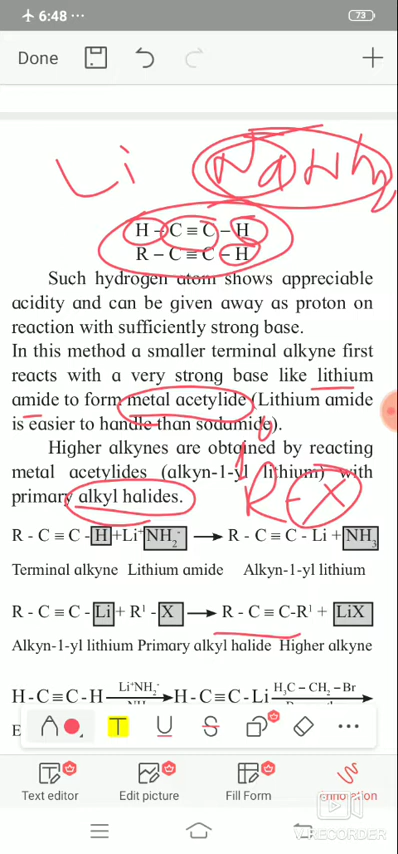 6:48 ···
73
Done
Li NaNH2
H – C ≡ C – H
R – C ≡ C – H
Such hydrogen atom shows appreciable
acidity and can be given away as proton on
reaction with sufficiently strong base.
In this method a smaller terminal alkyne first
reacts with a very strong base like lithium
amide to form metal acetylide (Lithium amide
is easier to handle than sodamide).
Higher alkynes are obtained by reacting
metal acetylides (alkyn-1-yl lithium) with
primary alkyl halides.
R - X
R - C ≡ C - H +Li⁺ NH₂⁻ ⟶ R - C ≡ C - Li + NH₃
Terminal alkyne Lithium amide Alkyn-1-yl lithium
R - C ≡ C - Li + R¹ - X ⟶ R - C ≡ C-R¹ + LiX
Alkyn-1-yl lithium Primary alkyl halide Higher alkyne
H-C≡C-H Li⁺NH₂⁻ ⟶ H-C≡C-Li H₃C – CH₂ – Br ⟶
E
T U S
Text editor Edit picture Fill Form Annotation
V RECORDER